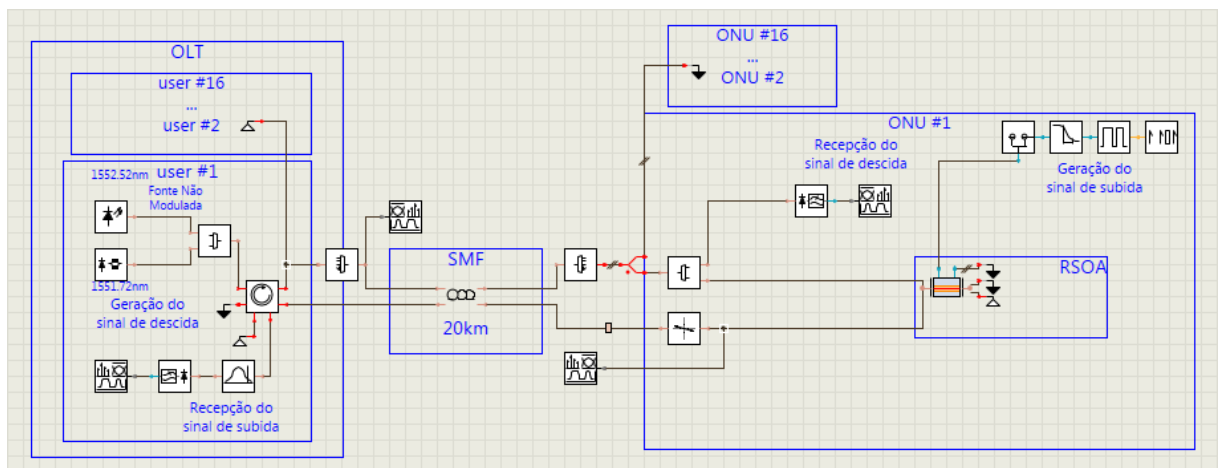 OLT
user #16
...
user #2
1552.52nm
user #1
Fonte Não
Modulada
1551.72nm
Geração do
sinal de descida
Recepção do
sinal de subida
SMF
20km
ONU #16
...
ONU #2
ONU #1
Recepção do
sinal de descida
Geração do
sinal de subida
RSOA